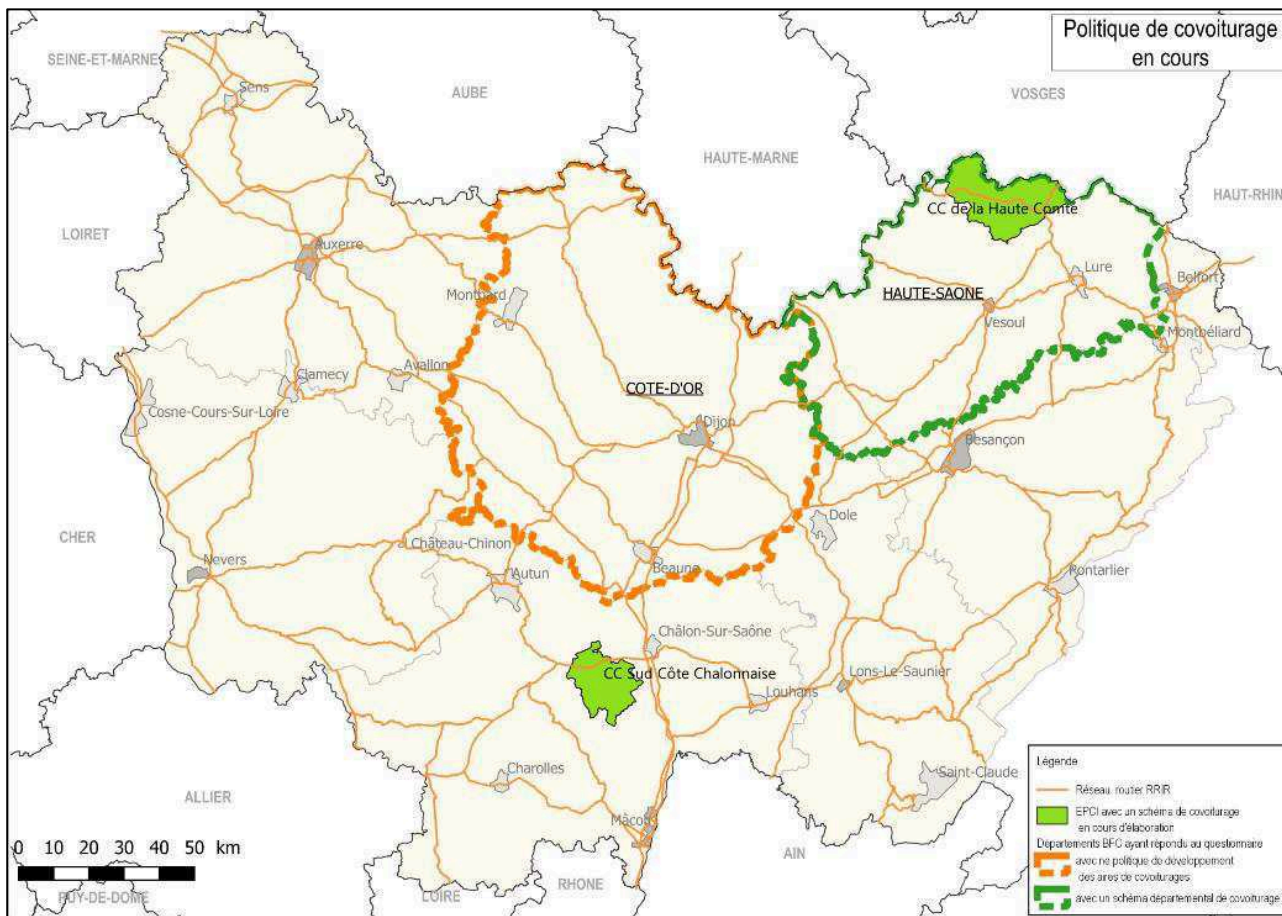 Politique de covoiturage
en cours
SEINE-ET-MARNE
AUBE
VOSGES
HAUTE-MARNE
HAUT-RHIN
LOIRET
CHER
ALLIER
PUY-DE-DOME
LOIRE
RHONE
AIN
Sens
CC de la Haute Comté
Auxerre
Montbard
HAUTE-SAONE
Lure
Belfort
Vesoul
Montbéliard
Avallon
Clamecy
COTE-D'OR
Cosne-Cours-Sur-Loire
Dijon
Besançon
Dole
Château-Chinon
Nevers
Beaune
Autun
Pontarlier
Châlon-Sur-Saône
CC Sud Côte Chalonnaise
Lons-Le-Saunier
Louhans
Charolles
Saint-Claude
Mâcon
0 10 20 30 40 50 km
Légende
Réseau routier RRIR
EPCI avec un schéma de covoiturage
en cours d'élaboration
Départements BFC ayant répondu au questionnaire
avec ne politique de développement
des aires de covoiturages
avec un schéma départemental de covoiturage